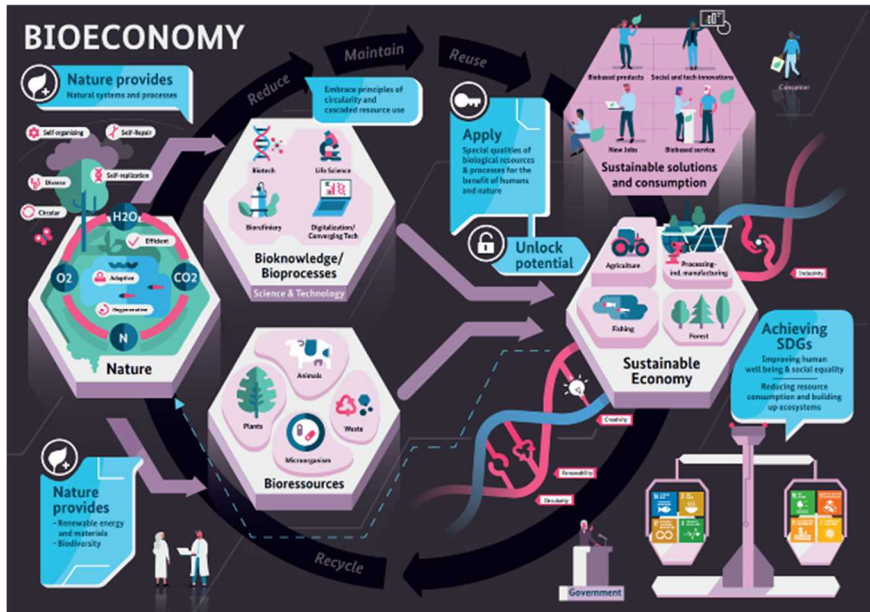 BIOECONOMY
Nature provides
Natural systems and processes
Self organizing
Self-Repair
Diverse
Self-replication
Circular
H2O
Efficient
O2
Adaptive
CO2
Regenerative
N
Nature
Nature
provides
- Renewable energy
and materials
- Biodiversity
Reduce
Maintain
Reuse
Recycle
Embrace principles of
circularity and
cascaded resource use
Biotech
Life Science
Biorefiniery
Digitalization/
Converging Tech
Bioknowledge/
Bioprocesses
Science & Technology
Animals
Plants
Waste
Microorganism
Bioressources
Apply
Special qualities of
biological resources
& processes for the
benefit of humans
and nature
Unlock
potential
Biobased products
Social and tech innovations
New Jobs
Biobased service
Sustainable solutions
and consumption
Consumer
Agriculture
Processing-
ind. manufacturing
Fishing
Forest
Sustainable
Economy
Inclusivity
Creativity
Renewability
Circularity
Achieving
SDGs
Improving human
well being & social equality
Reducing resource
consumption and building
up ecosystems
Government